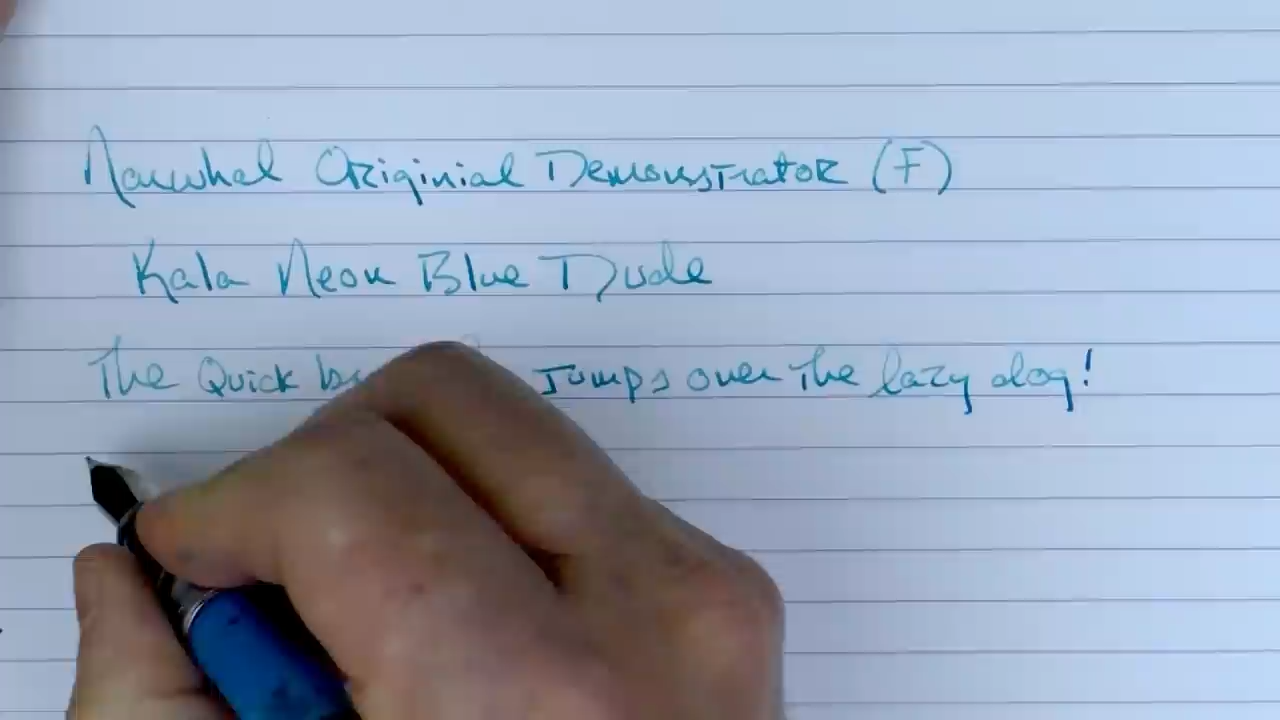 Narwhal Originial Demonstrator (F)
Kala Neon Blue Dude
The Quick jumps over the lazy dog!